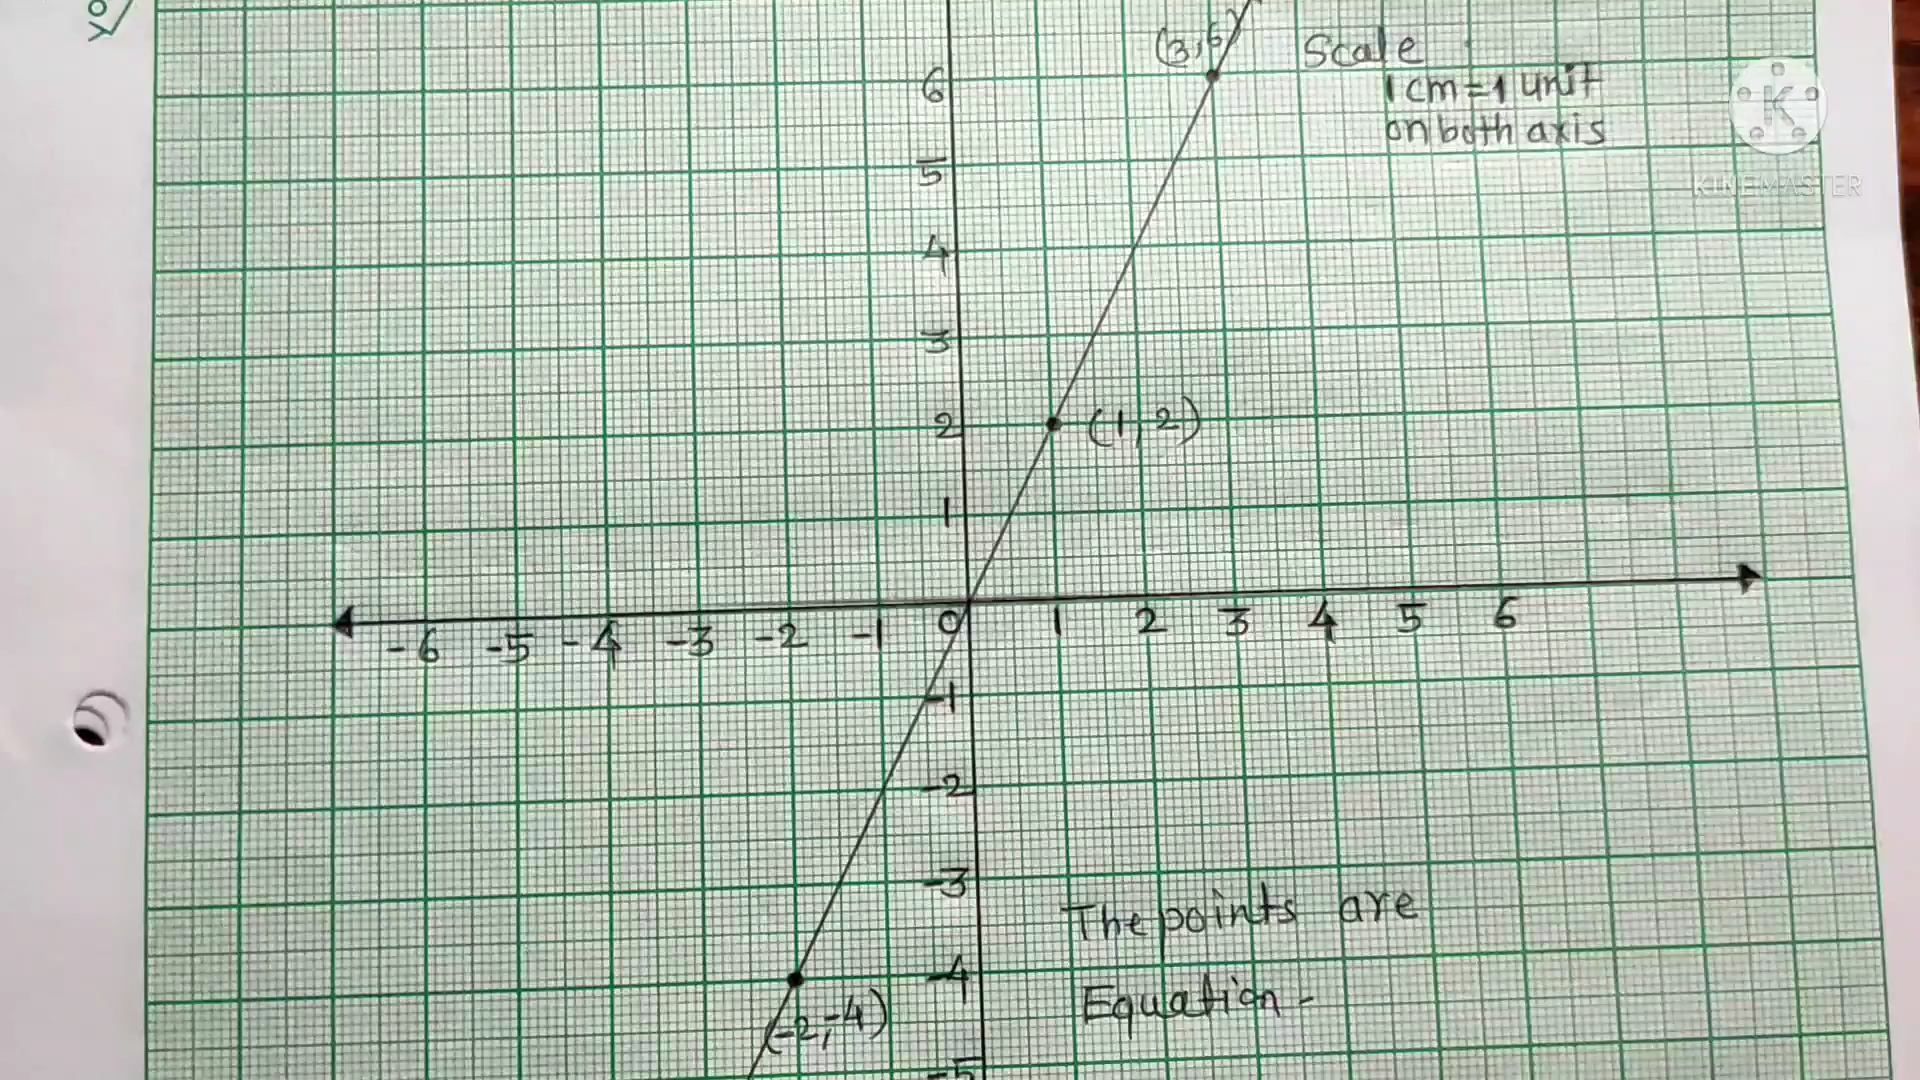 (3,6)
Scale
1 cm = 1 unit
on both axis
K
KINEMASTER
6
5
4
3
2
(1, 2)
1
-6 -5 -4 -3 -2 -1 0 1 2 3 4 5 6
-1
-2
-3
The points are
-4
Equation -
(-2,-4)
-5